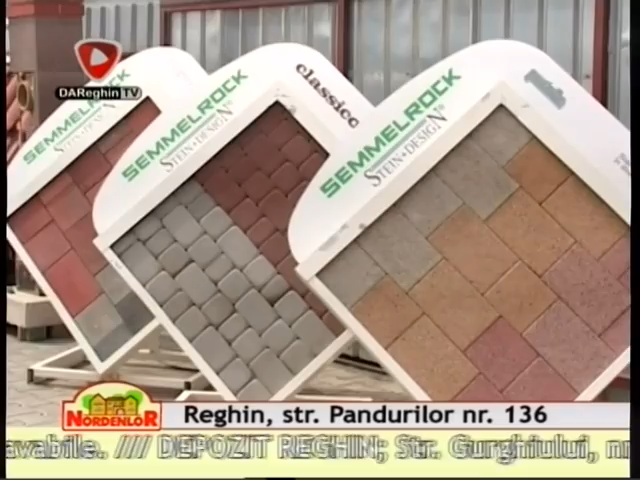 DAReghin TV
SEMMELROCK
STEIN+DESIGN
SEMMELROCK®
STEIN+DESIGN®
classico
SEMMELROCK®
STEIN+DESIGN®
NORDENLOR
Reghin, str. Pandurilor nr. 136
avabile. //// DEPOZIT REGHIN; Str. Gurghiului, nr